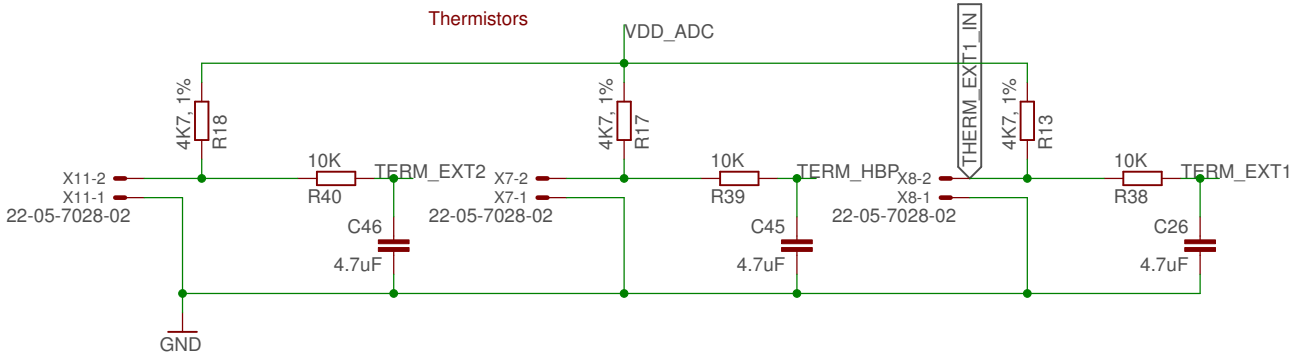 Thermistors
VDD_ADC
THERM_EXT1_IN
4K7, 1%
R18
4K7, 1%
R17
4K7, 1%
R13
X11-2
X11-1
22-05-7028-02
10K
R40
TERM_EXT2
X7-2
X7-1
22-05-7028-02
10K
R39
TERM_HBP
X8-2
X8-1
22-05-7028-02
10K
R38
TERM_EXT1
C46
4.7uF
C45
4.7uF
C26
4.7uF
GND